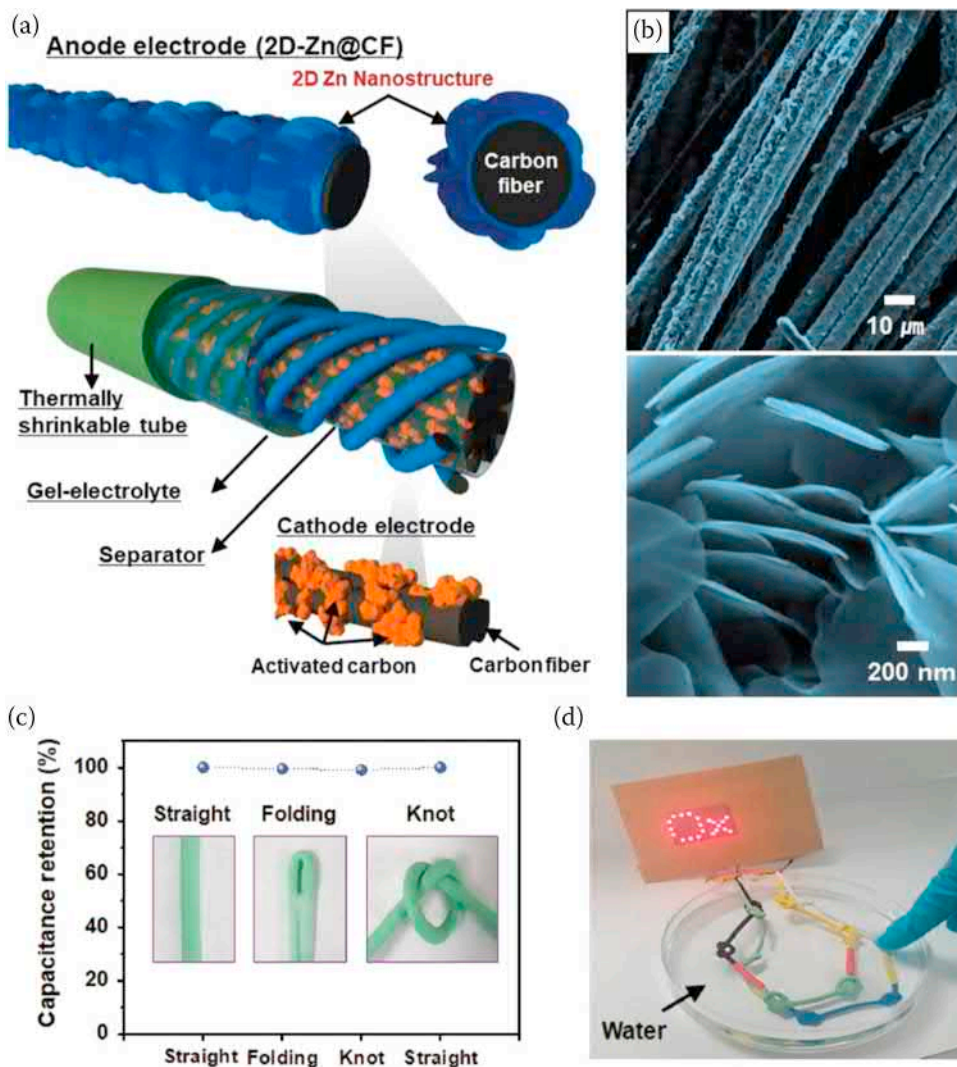 (a)
Anode electrode (2D-Zn@CF)
2D Zn Nanostructure
Carbon
fiber
Thermally
shrinkable tube
Gel-electrolyte
Separator
Cathode electrode
Activated carbon
Carbon fiber
(b)
10 μm
200 nm
(c)
Capacitance retention (%)
100
80
60
40
20
0
Straight
Folding
Knot
Straight
Folding
Knot
Straight
(d)
OX
Water